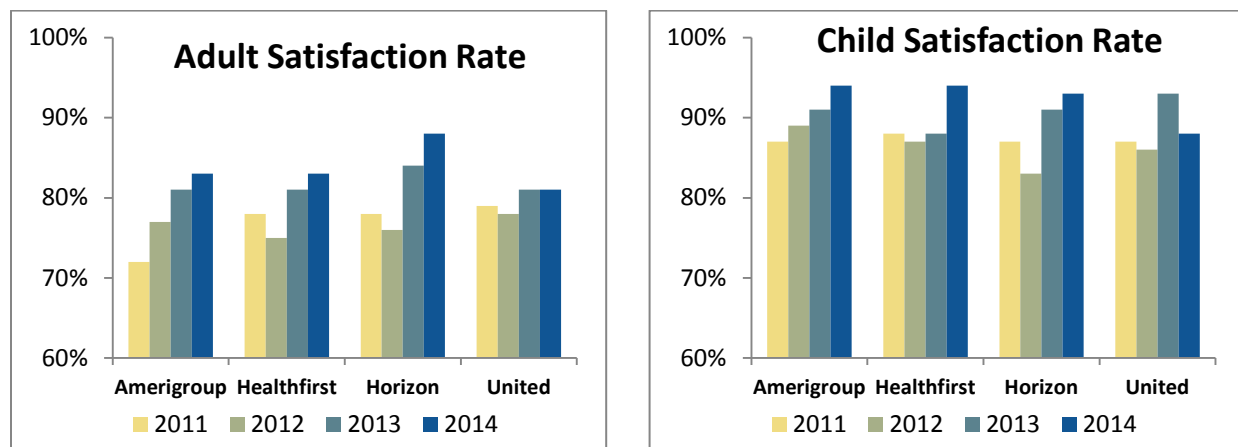 Adult Satisfaction Rate
100%
90%
80%
70%
60%
Amerigroup Healthfirst Horizon United
2011 2012 2013 2014
Child Satisfaction Rate
100%
90%
80%
70%
60%
Amerigroup Healthfirst Horizon United
2011 2012 2013 2014